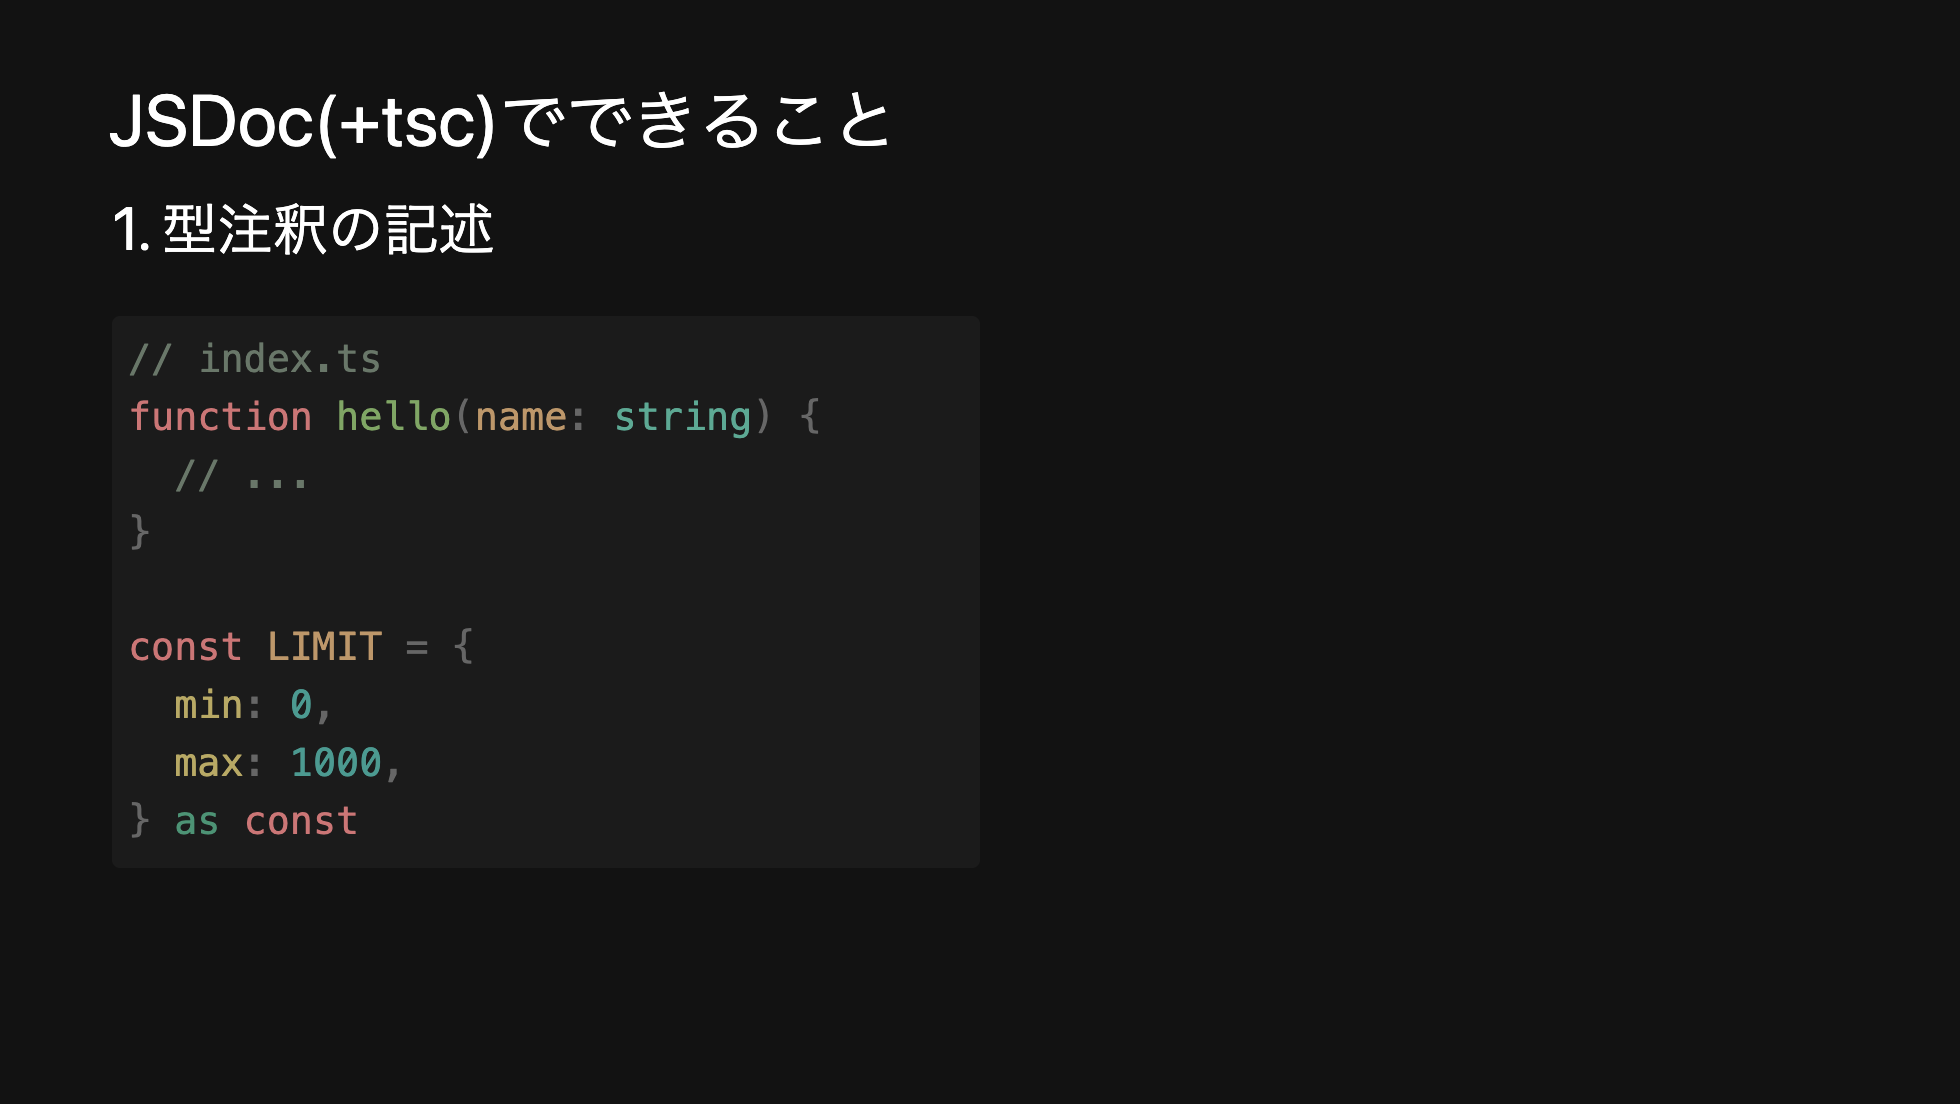 JSDoc(+tsc)でできること
1. 型注釈の記述
// index.ts
function hello(name: string) {
  // ...
}
const LIMIT = {
  min: 0,
  max: 1000,
} as const